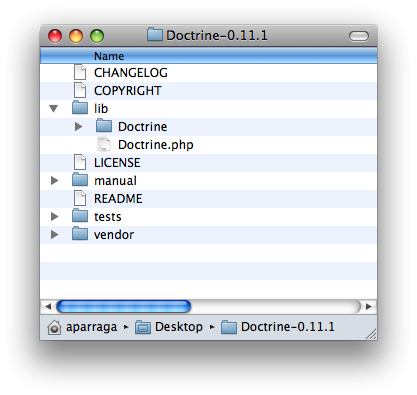 Doctrine-0.11.1
Name
CHANGELOG
COPYRIGHT
lib
Doctrine
Doctrine.php
LICENSE
manual
README
tests
vendor
aparraga Desktop Doctrine-0.11.1